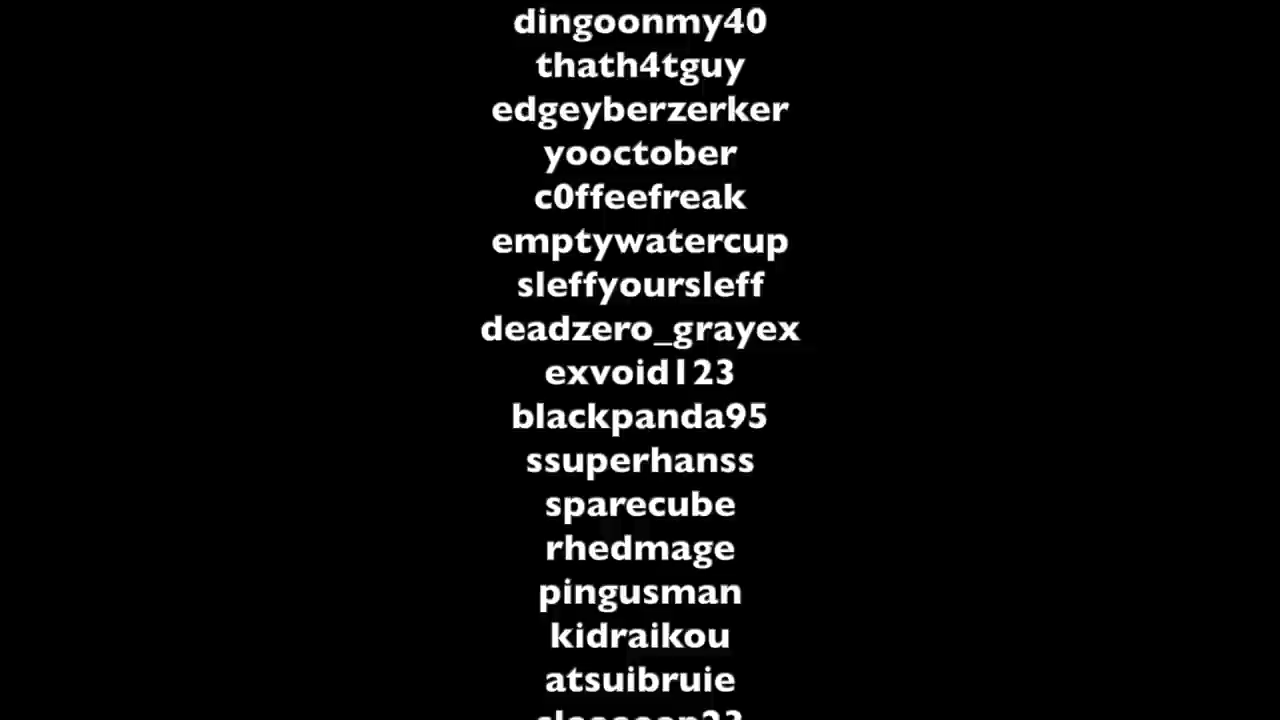 dingoonmy40
thath4tguy
edgeyberzerker
yooctober
c0ffeefreak
emptywatercup
sleffyoursleff
deadzero_grayex
exvoid123
blackpanda95
ssuperhanss
sparecube
rhedmage
pingusman
kidraikou
atsuibruie